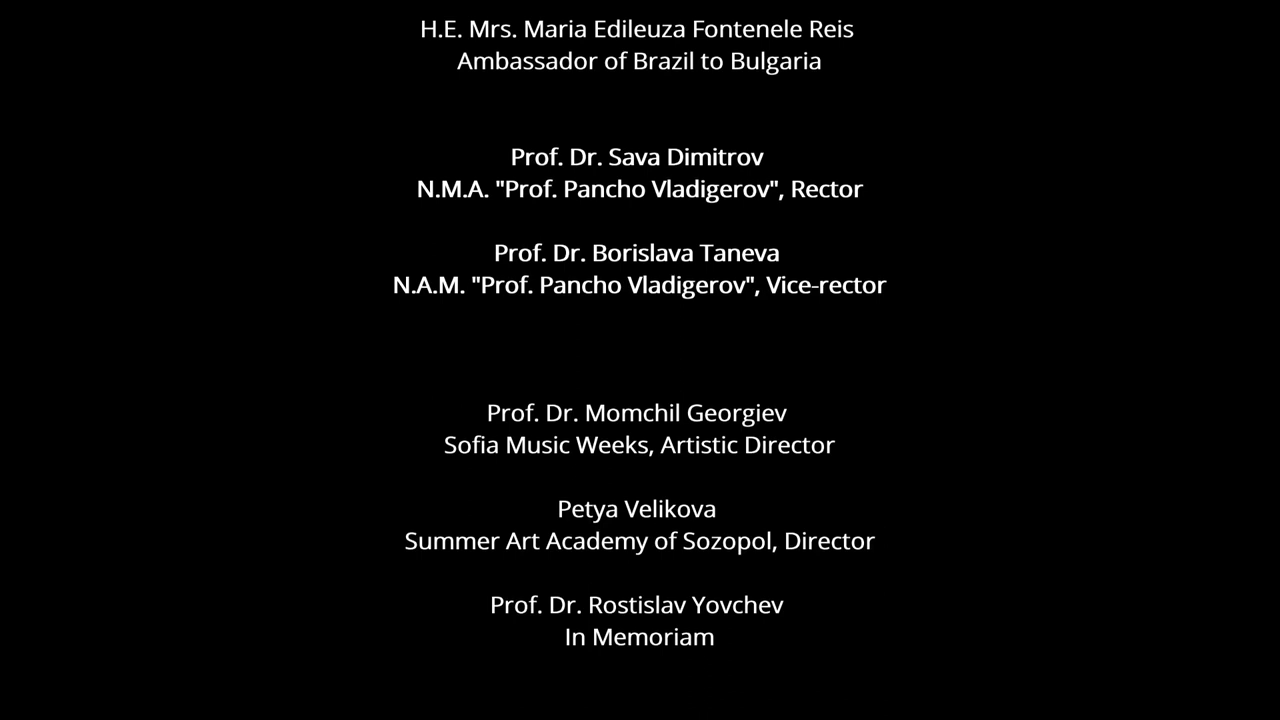 H.E. Mrs. Maria Edileuza Fontenele Reis
Ambassador of Brazil to Bulgaria
Prof. Dr. Sava Dimitrov
N.M.A. "Prof. Pancho Vladigerov", Rector
Prof. Dr. Borislava Taneva
N.A.M. "Prof. Pancho Vladigerov", Vice-rector
Prof. Dr. Momchil Georgiev
Sofia Music Weeks, Artistic Director
Petya Velikova
Summer Art Academy of Sozopol, Director
Prof. Dr. Rostislav Yovchev
In Memoriam